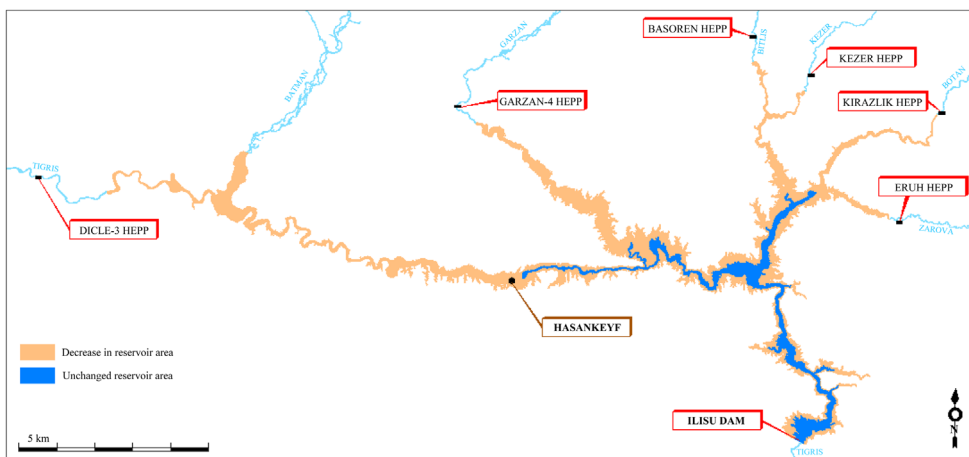 BASOREN HEPP
BITLIS
KEZER
GARZAN
KEZER HEPP
BOTAN
BATMAN
GARZAN-4 HEPP
KIRAZLIK HEPP
TIGRIS
ERUH HEPP
DICLE-3 HEPP
ZAROVA
HASANKEYF
Decrease in reservoir area
Unchanged reservoir area
ILISU DAM
5 km
N
TIGRIS